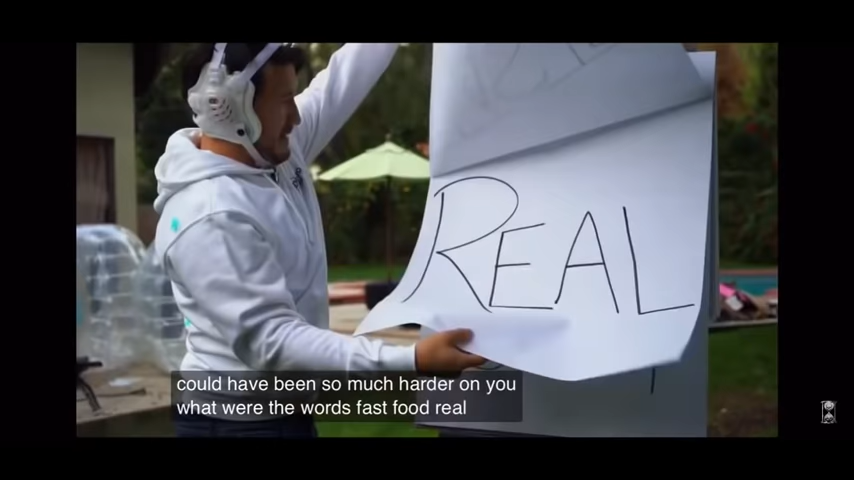 REAL
could have been so much harder on you
what were the words fast food real